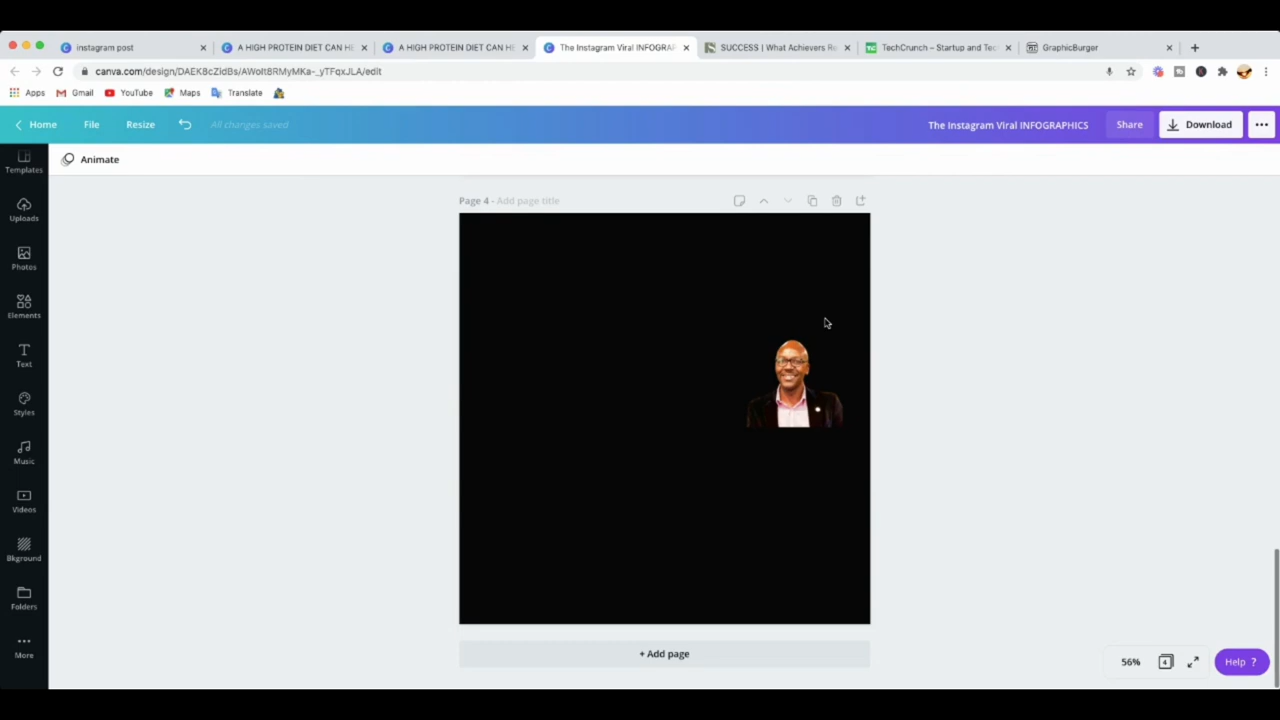 instagram post
A HIGH PROTEIN DIET CAN HE
A HIGH PROTEIN DIET CAN HE
The Instagram Viral INFOGRAP
SUCCESS | What Achievers Re
TechCrunch – Startup and Tec
GraphicBurger
canva.com/design/DAEK8cZidBs/AWoIt8RMyMKa-_yTFqxJLA/edit
Apps
Gmail
YouTube
Maps
Translate
Home
File
Resize
All changes saved
The Instagram Viral INFOGRAPHICS
Share
Download
Animate
Templates
Uploads
Photos
Elements
Text
Styles
Music
Videos
Bkground
Folders
More
Page 4 - Add page title
+ Add page
56%
4
Help ?